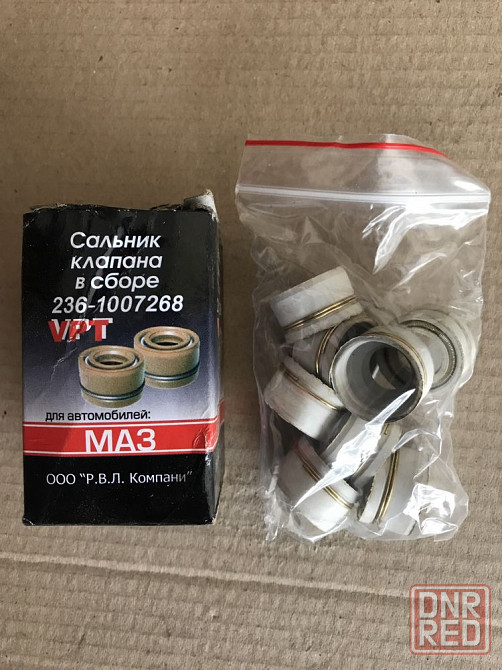 Сальник
клапана
в сборе
236-1007268
VPT
для автомобилей:
МАЗ
ООО "Р.В.Л. Компани"
DNR
RED